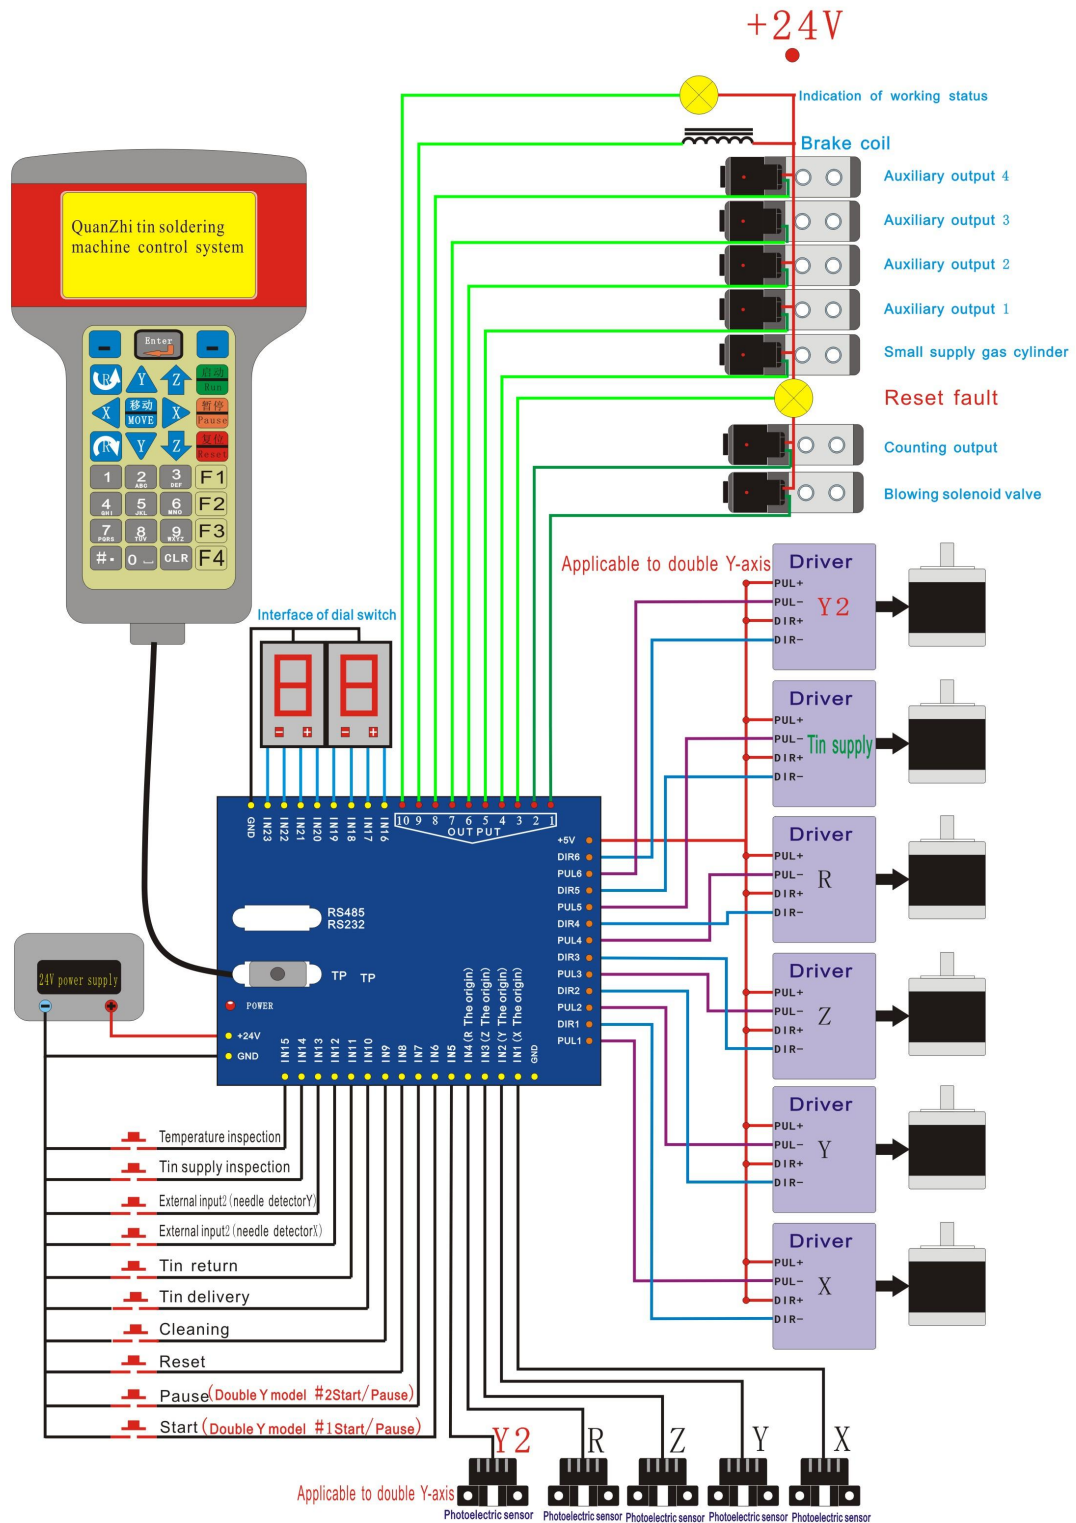 +24V
Indication of working status
Brake coil
Auxiliary output 4
Auxiliary output 3
Auxiliary output 2
Auxiliary output 1
Small supply gas cylinder
Reset fault
Counting output
Blowing solenoid valve
QuanZhi tin soldering
machine control system
Enter
R Y Z 启动
Run
X 移动 X 暂停
MOVE Pause
R Y Z 复位
Reset
1 2 3 F1
ABC DEF
4 5 6 F2
GHI JKL MNO
7 8 9 F3
PQRS TUV WXYZ
#· 0 CLR F4
Interface of dial switch
Applicable to double Y-axis
Driver
PUL+
PUL- Y2
DIR+
DIR-
Driver
PUL+
PUL- Tin supply
DIR+
DIR-
Driver
PUL+
PUL- R
DIR+
DIR-
Driver
PUL+
PUL- Z
DIR+
DIR-
Driver
PUL+
PUL- Y
DIR+
DIR-
Driver
PUL+
PUL- X
DIR+
DIR-
GND IN23 IN22 IN21 IN20 IN19 IN18 IN17 IN16
10 9 8 7 6 5 4 3 2 1
OUTPUT
+5V
DIR6
PUL6
DIR5
PUL5
DIR4
PUL4
DIR3
PUL3
DIR2
PUL2
DIR1
PUL1
RS485
RS232
TP TP
POWER
+24V
GND
IN15 IN14 IN13 IN12 IN11 IN10 IN9 IN8 IN7 IN6 IN5 IN4(R The origin) IN3(Z The origin) IN2(Y The origin) IN1(X The origin) GND
24V power supply
Temperature inspection
Tin supply inspection
External input2(needle detectorY)
External input2(needle detectorX)
Tin return
Tin delivery
Cleaning
Reset
Pause(Double Y model #2Start/Pause)
Start(Double Y model #1Start/Pause)
Y2 R Z Y X
Applicable to double Y-axis
Photoelectric sensor Photoelectric sensor Photoelectric sensor Photoelectric sensor Photoelectric sensor